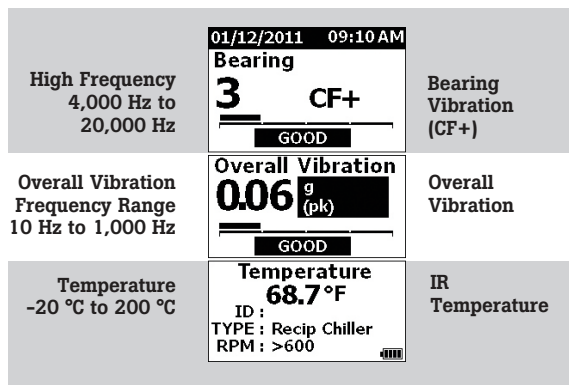 01/12/2011 09:10 AM
High Frequency
4,000 Hz to
20,000 Hz
Bearing
3 CF+
GOOD
Bearing
Vibration
(CF+)
Overall Vibration
Frequency Range
10 Hz to 1,000 Hz
Overall Vibration
0.06 g
(pk)
GOOD
Overall
Vibration
Temperature
–20 °C to 200 °C
Temperature
68.7°F
ID :
TYPE : Recip Chiller
RPM : >600
IR
Temperature